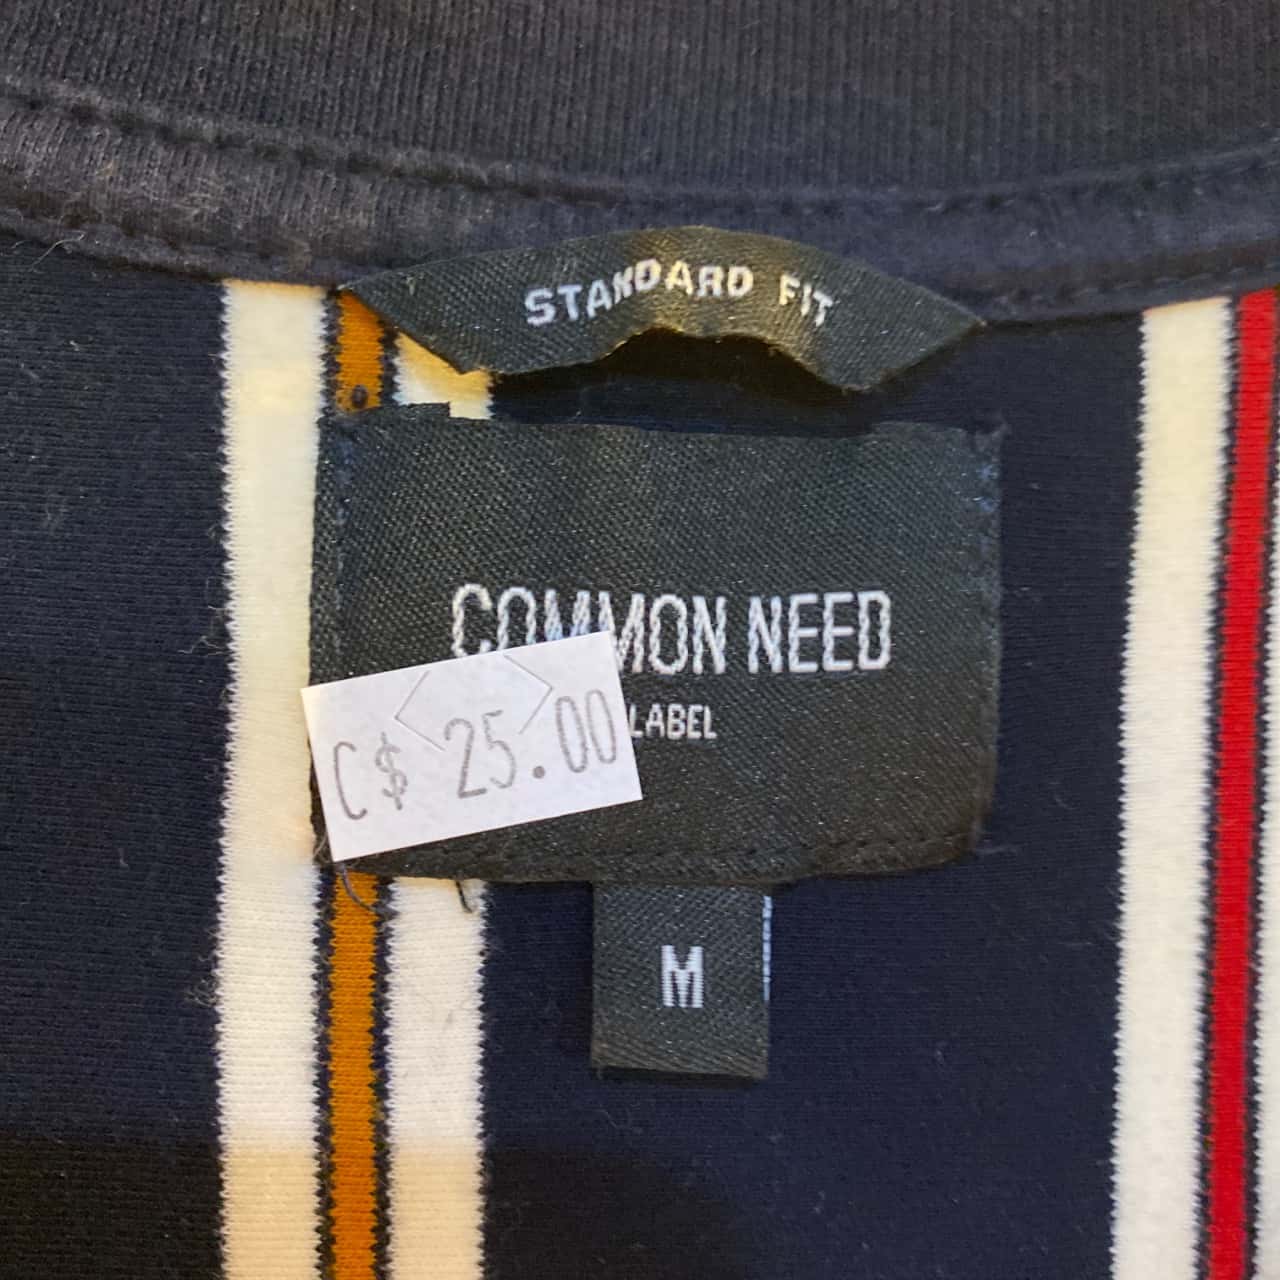 STANDARD FIT
COMMON NEED
LABEL
C$ 25.00
M